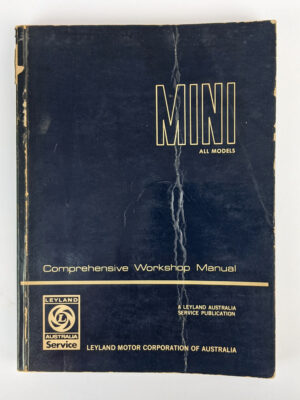 MINI
ALL MODELS
Comprehensive Workshop Manual
LEYLAND
L
AUSTRALIA
Service
A LEYLAND AUSTRALIA
SERVICE PUBLICATION
LEYLAND MOTOR CORPORATION OF AUSTRALIA